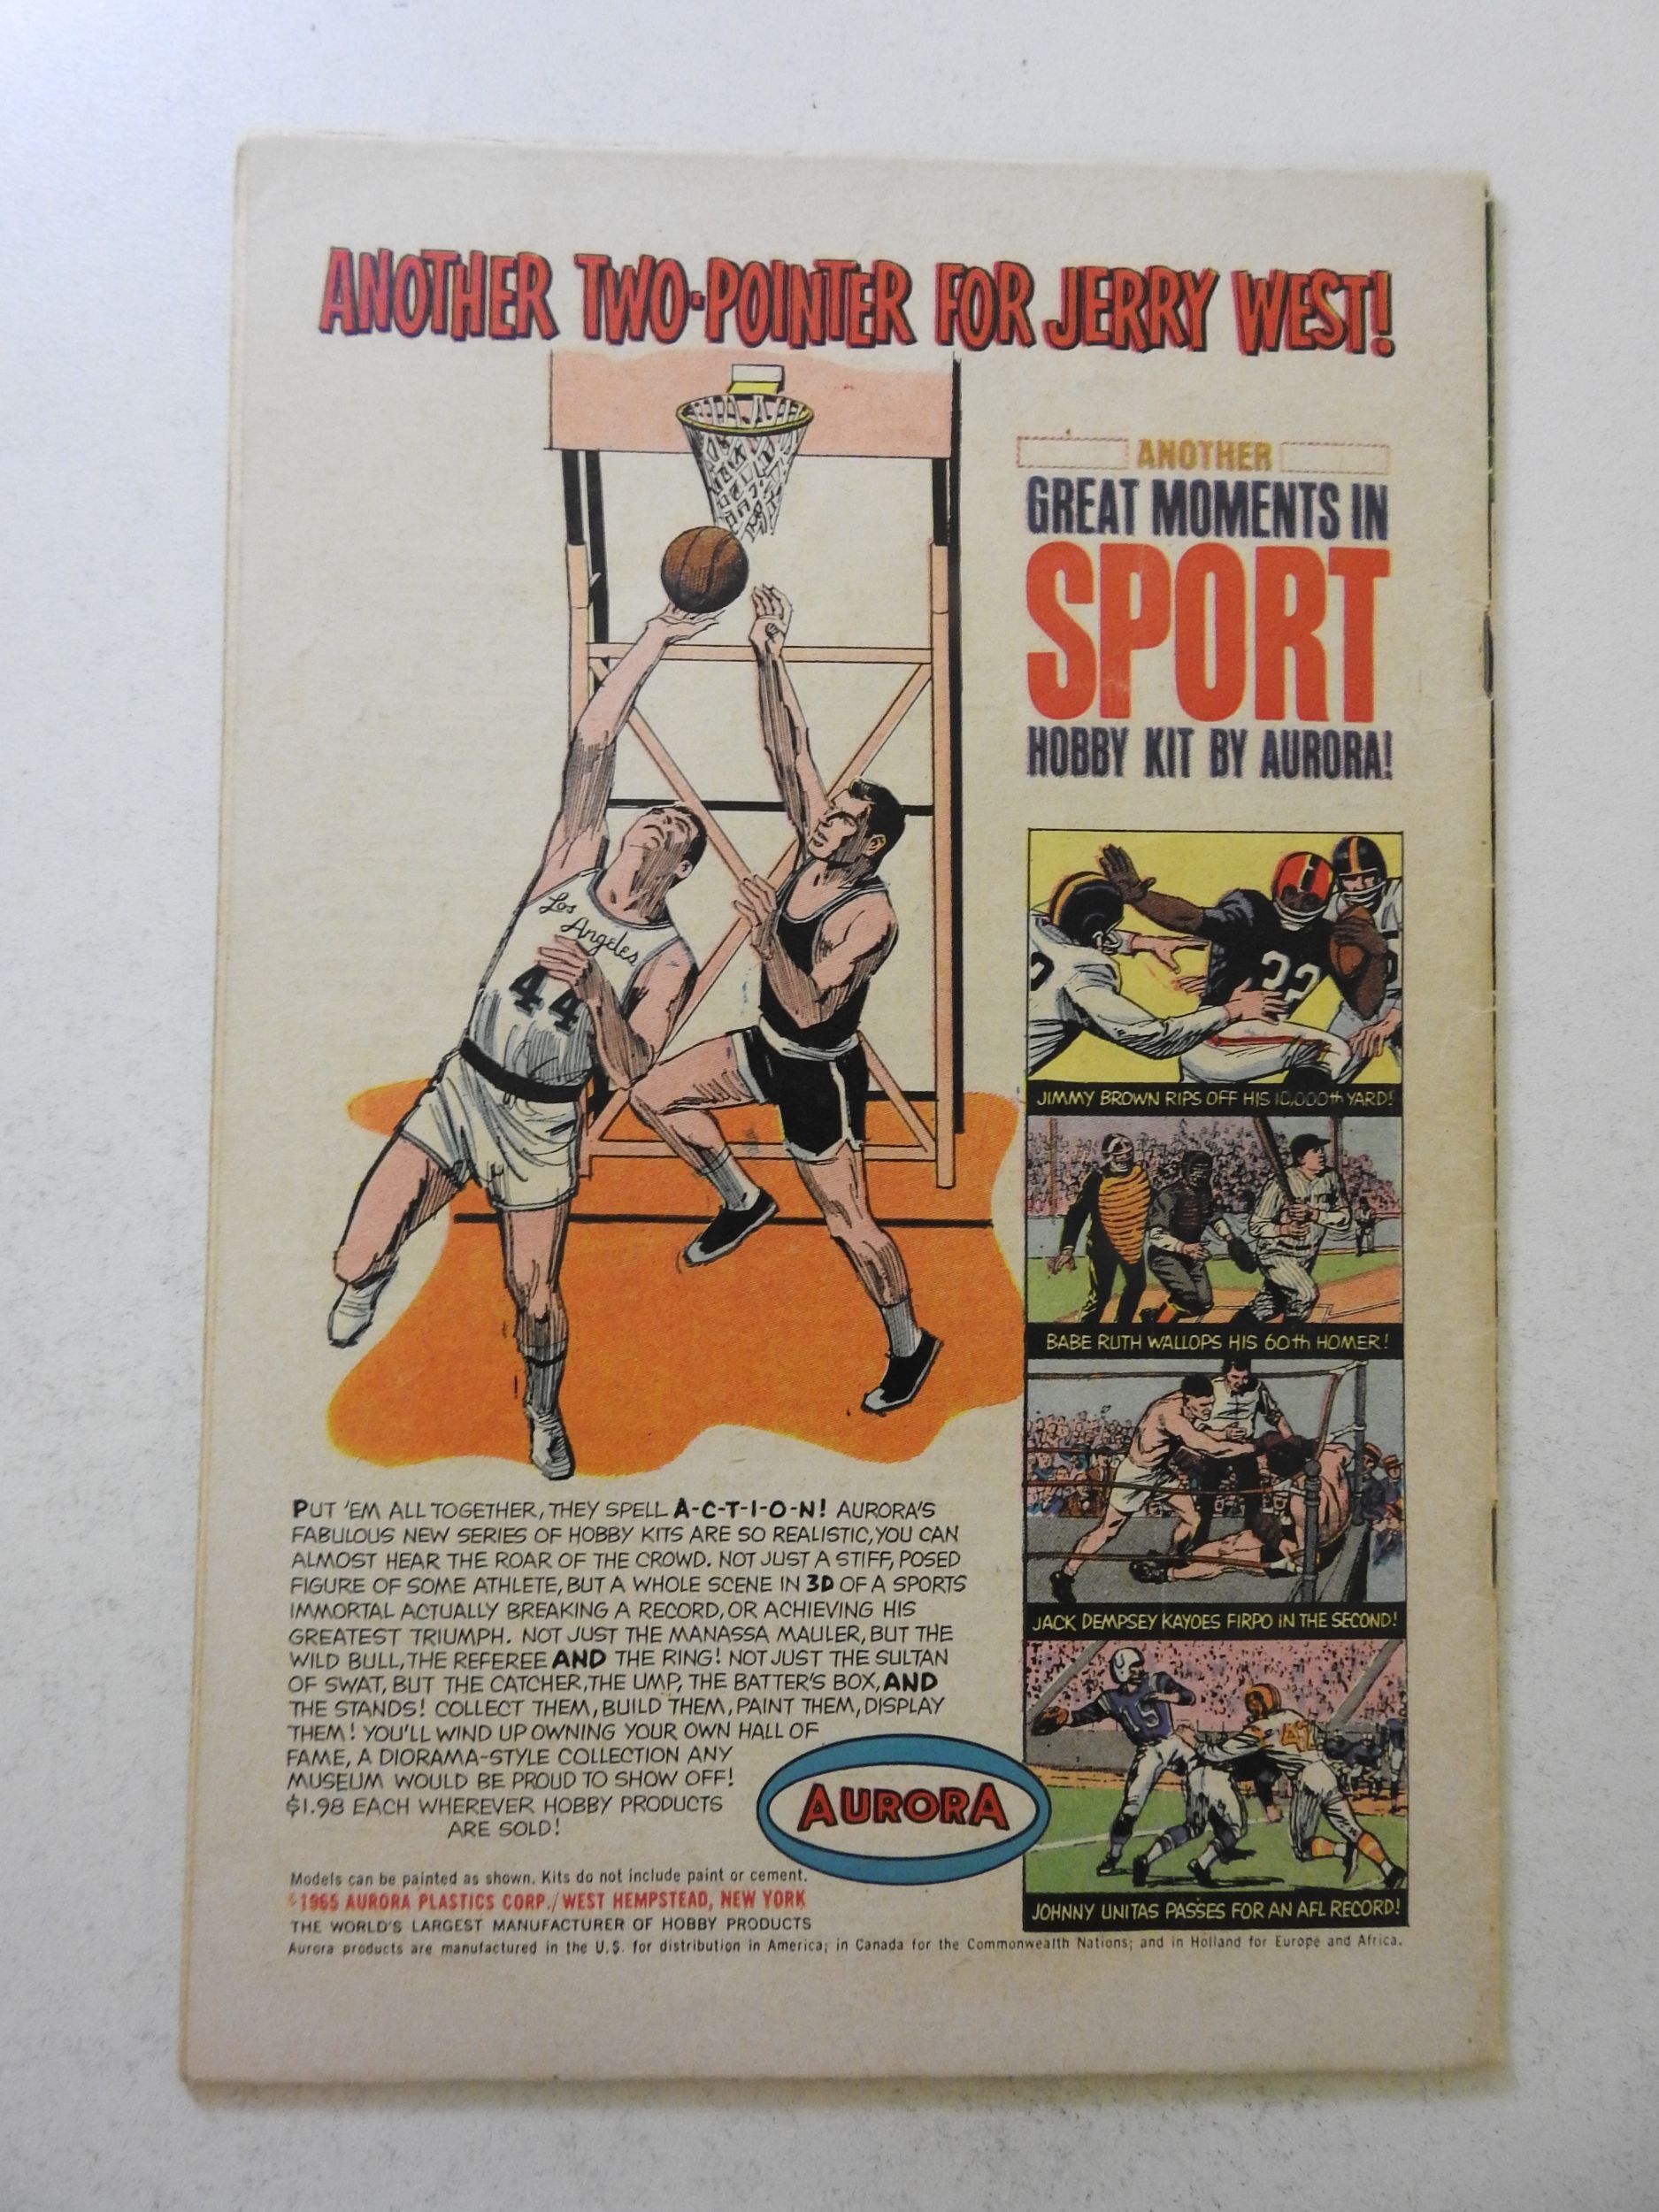 ANOTHER TWO-POINTER FOR JERRY WEST!
ANOTHER
GREAT MOMENTS IN
SPORT
HOBBY KIT BY AURORA!
Los
Angeles
44
32
JIMMY BROWN RIPS OFF HIS 10,000th YARD!
BABE RUTH WALLOPS HIS 60th HOMER!
JACK DEMPSEY KAYOES FIRPO IN THE SECOND!
15
JOHNNY UNITAS PASSES FOR AN AFL RECORD!
PUT 'EM ALL TOGETHER, THEY SPELL A-C-T-I-O-N! AURORA'S
FABULOUS NEW SERIES OF HOBBY KITS ARE SO REALISTIC, YOU CAN
ALMOST HEAR THE ROAR OF THE CROWD. NOT JUST A STIFF, POSED
FIGURE OF SOME ATHLETE, BUT A WHOLE SCENE IN 3D OF A SPORTS
IMMORTAL ACTUALLY BREAKING A RECORD, OR ACHIEVING HIS
GREATEST TRIUMPH. NOT JUST THE MANASSA MAULER, BUT THE
WILD BULL, THE REFEREE AND THE RING! NOT JUST THE SULTAN
OF SWAT, BUT THE CATCHER, THE UMP, THE BATTER'S BOX, AND
THE STANDS! COLLECT THEM, BUILD THEM, PAINT THEM, DISPLAY
THEM! YOU'LL WIND UP OWNING YOUR OWN HALL OF
FAME, A DIORAMA-STYLE COLLECTION ANY
MUSEUM WOULD BE PROUD TO SHOW OFF!
$1.98 EACH WHEREVER HOBBY PRODUCTS
ARE SOLD!
AURORA
Models can be painted as shown. Kits do not include paint or cement.
©1965 AURORA PLASTICS CORP./WEST HEMPSTEAD, NEW YORK
THE WORLD'S LARGEST MANUFACTURER OF HOBBY PRODUCTS
Aurora products are manufactured in the U.S. for distribution in America; in Canada for the Commonwealth Nations; and in Holland for Europe and Africa.